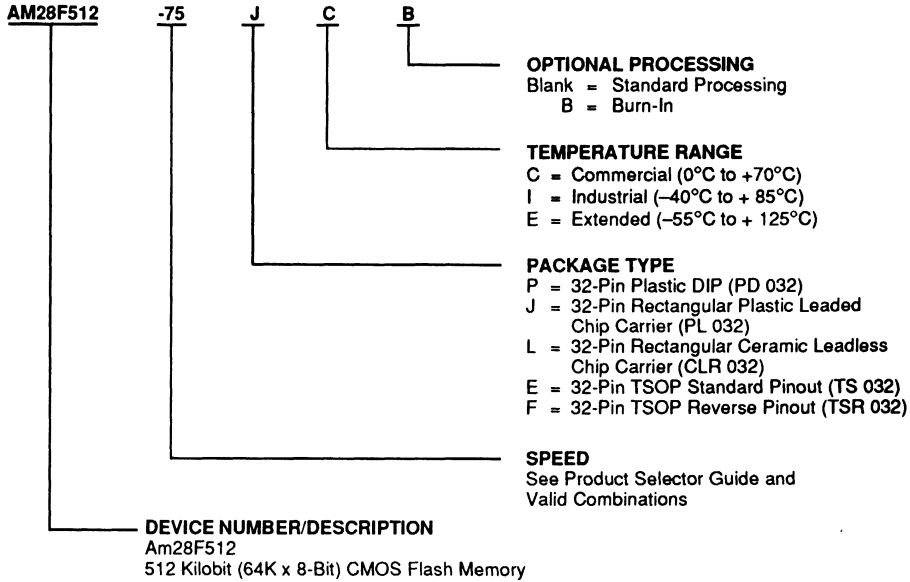 AM28F512 -75 J C B
OPTIONAL PROCESSING
Blank = Standard Processing
B = Burn-In
TEMPERATURE RANGE
C = Commercial (0°C to +70°C)
I = Industrial (–40°C to + 85°C)
E = Extended (–55°C to + 125°C)
PACKAGE TYPE
P = 32-Pin Plastic DIP (PD 032)
J = 32-Pin Rectangular Plastic Leaded
Chip Carrier (PL 032)
L = 32-Pin Rectangular Ceramic Leadless
Chip Carrier (CLR 032)
E = 32-Pin TSOP Standard Pinout (TS 032)
F = 32-Pin TSOP Reverse Pinout (TSR 032)
SPEED
See Product Selector Guide and
Valid Combinations
DEVICE NUMBER/DESCRIPTION
Am28F512
512 Kilobit (64K x 8-Bit) CMOS Flash Memory